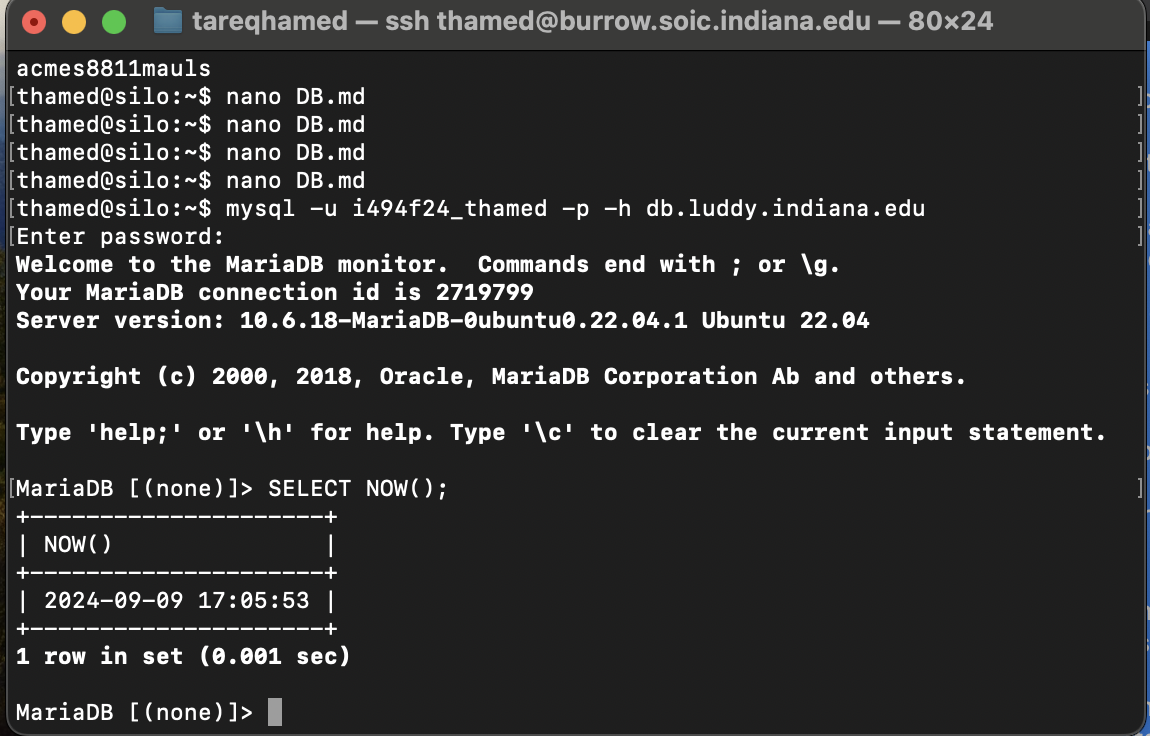 tareqhamed — ssh thamed@burrow.soic.indiana.edu — 80×24
acmes8811mauls
[thamed@silo:~$ nano DB.md ]
[thamed@silo:~$ nano DB.md ]
[thamed@silo:~$ nano DB.md ]
[thamed@silo:~$ nano DB.md ]
[thamed@silo:~$ mysql -u i494f24_thamed -p -h db.luddy.indiana.edu ]
[Enter password: ]
Welcome to the MariaDB monitor.  Commands end with ; or \g.
Your MariaDB connection id is 2719799
Server version: 10.6.18-MariaDB-0ubuntu0.22.04.1 Ubuntu 22.04
Copyright (c) 2000, 2018, Oracle, MariaDB Corporation Ab and others.
Type 'help;' or '\h' for help. Type '\c' to clear the current input statement.
[MariaDB [(none)]> SELECT NOW(); ]
+---------------------+
| NOW()               |
+---------------------+
| 2024-09-09 17:05:53 |
+---------------------+
1 row in set (0.001 sec)
MariaDB [(none)]>